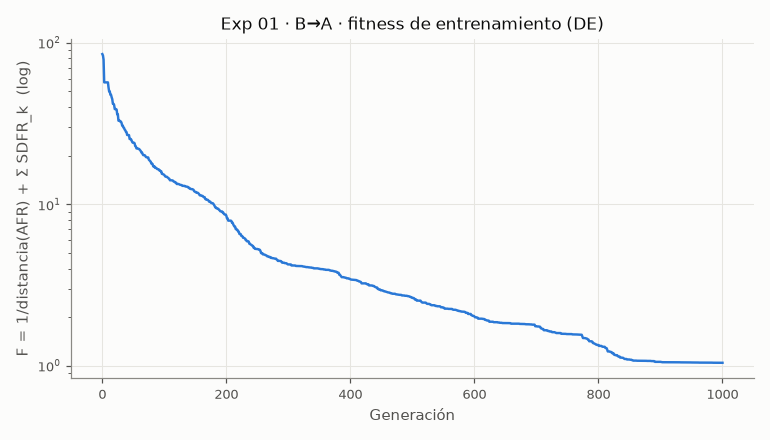 Exp 01 · B→A · fitness de entrenamiento (DE)
F = 1/distancia(AFR) + Σ SDFR_k (log)
10²
10¹
10⁰
0 200 400 600 800 1000
Generación